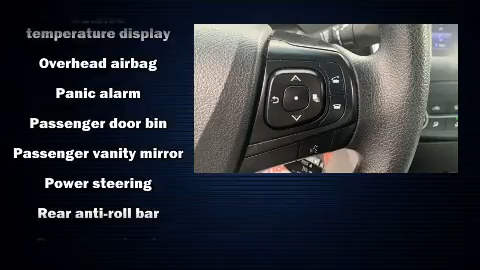 temperature display
Overhead airbag
Panic alarm
Passenger door bin
Passenger vanity mirror
Power steering
Rear anti-roll bar